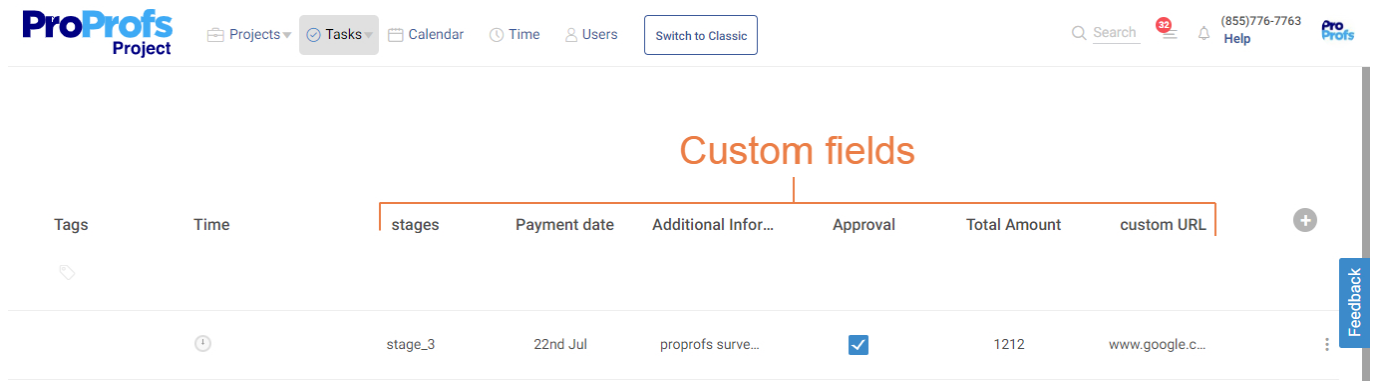 ProProfs
Project
Projects Tasks Calendar Time Users Switch to Classic Search 32 (855)776-7763
Help
Pro
Profs
Custom fields
Tags Time stages Payment date Additional Infor... Approval Total Amount custom URL
Feedback
stage_3 22nd Jul proprofs surve... 1212 www.google.c...